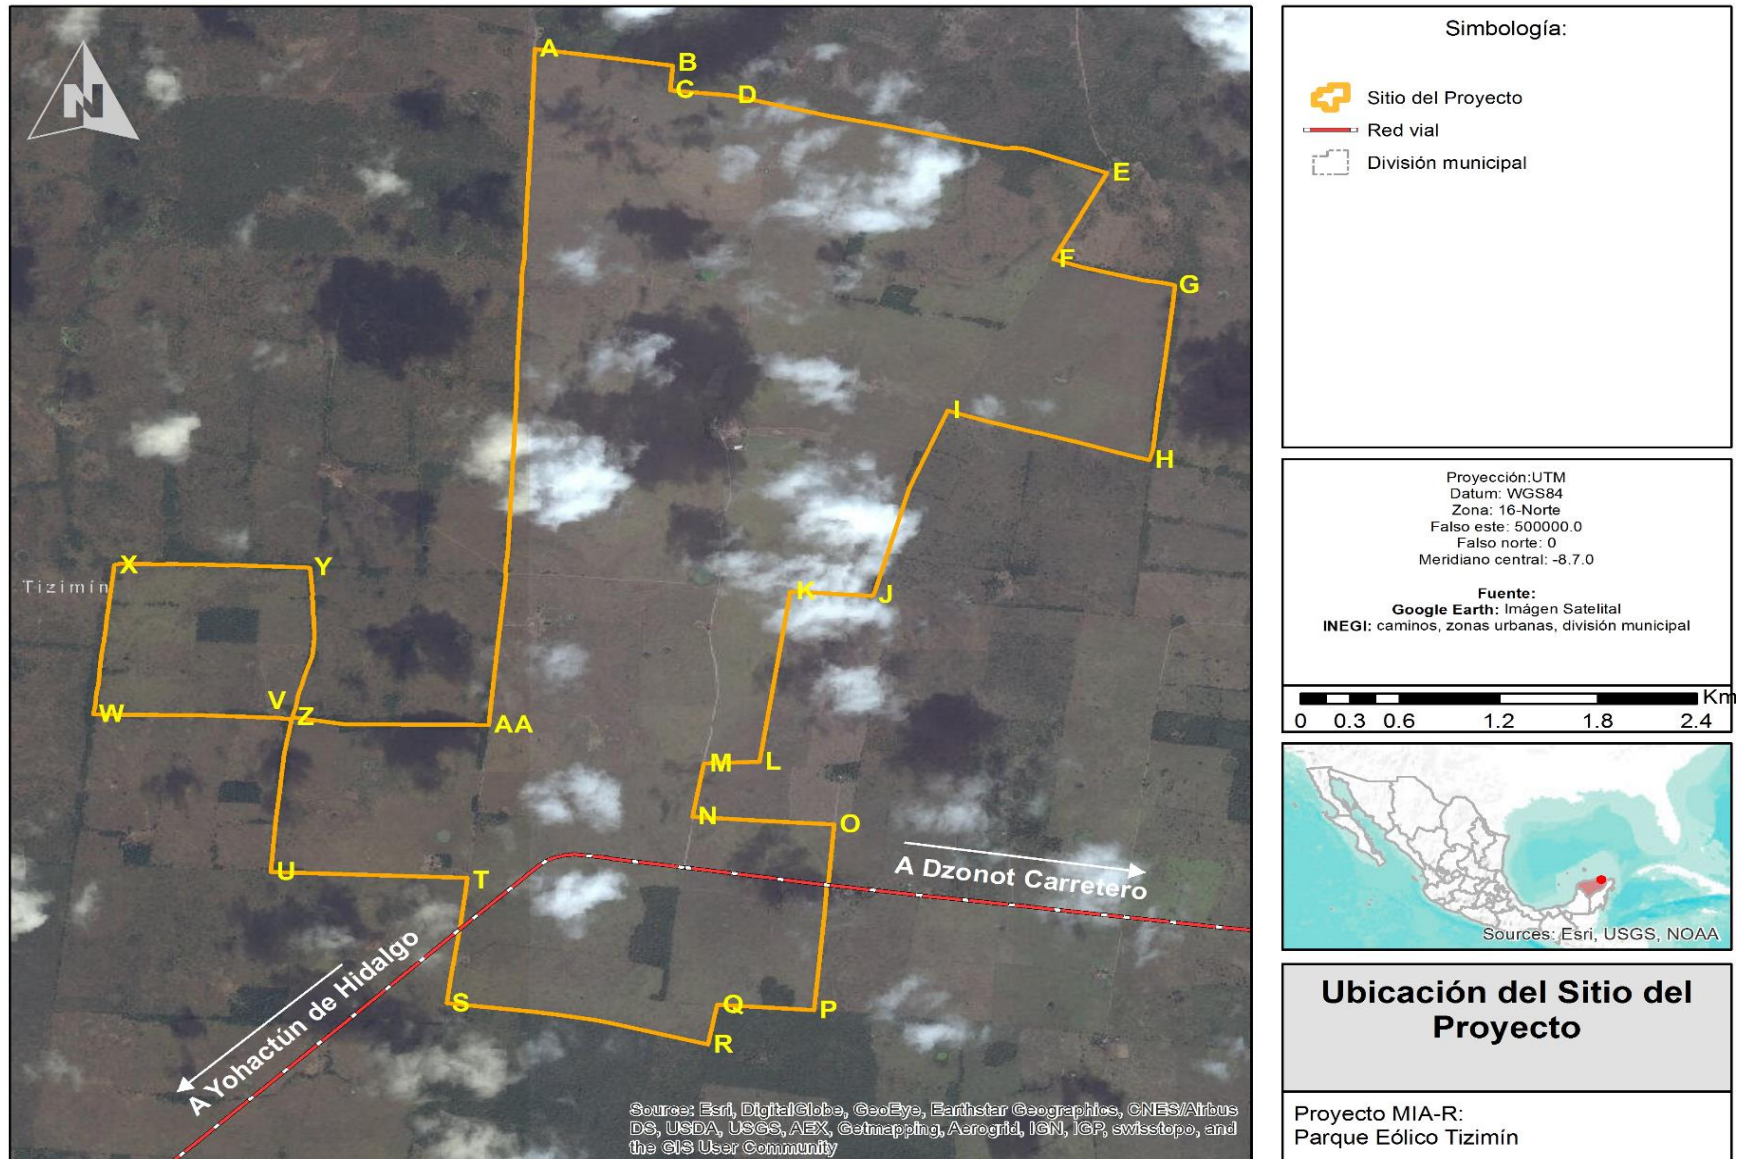 N
A
B
C
D
E
F
G
I
H
X
Y
K
J
Tizimín
V
W
Z
AA
M
L
N
O
A Dzonot Carretero
U
T
A Yohactún de Hidalgo
S
Q
P
R
Source: Esri, DigitalGlobe, GeoEye, Earthstar Geographics, CNES/Airbus
DS, USDA, USGS, AEX, Getmapping, Aerogrid, IGN, IGP, swisstopo, and
the GIS User Community
Simbología:
Sitio del Proyecto
Red vial
División municipal
Proyección:UTM
Datum: WGS84
Zona: 16-Norte
Falso este: 500000.0
Falso norte: 0
Meridiano central: -8.7.0
Fuente:
Google Earth: Imágen Satelital
INEGI: caminos, zonas urbanas, división municipal
Km
0 0.3 0.6 1.2 1.8 2.4
Sources: Esri, USGS, NOAA
Ubicación del Sitio del
Proyecto
Proyecto MIA-R:
Parque Eólico Tizimín